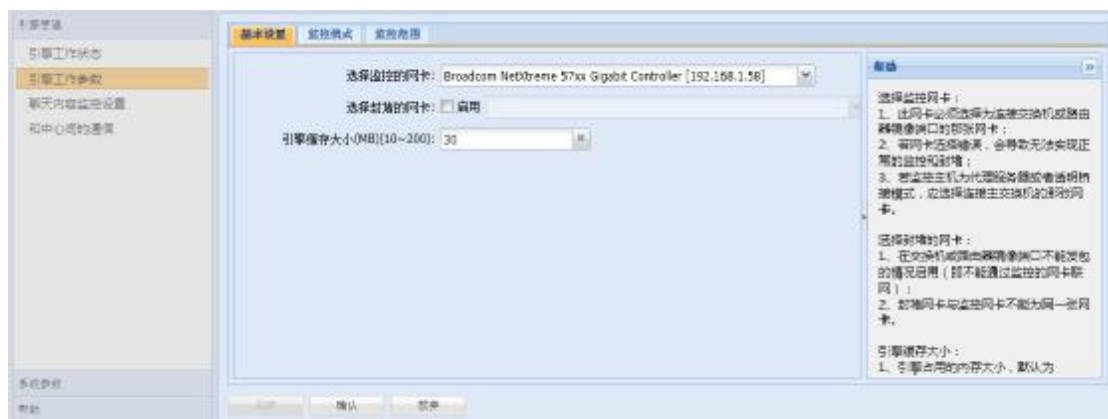 引擎管理
引擎工作状态
引擎工作参数
聊天内容监控设置
和中心间的通信
系统参数
帮助
基本设置 监控模式 监控范围
选择监控的网卡: Broadcom NetXtreme 57xx Gigabit Controller [192.168.1.58]
选择封堵的网卡: 启用
引擎缓存大小(MB)[10~200]: 30
确认 放弃
帮助
选择监控网卡：
1、此网卡必须选择为连接交换机或路由
器镜像端口的那张网卡；
2、若网卡选择错误，会导致无法实现正
常的监控和封堵；
3、若监控主机为代理服务器或者透明桥
接模式，应选择连接主交换机的那张网
卡。
选择封堵的网卡：
1、在交换机或路由器镜像端口不能发包
的情况启用（即不能通过监控的网卡联
网）；
2、封堵网卡与监控网卡不能为同一张网
卡。
引擎缓存大小：
1、引擎占用的内存大小，默认为